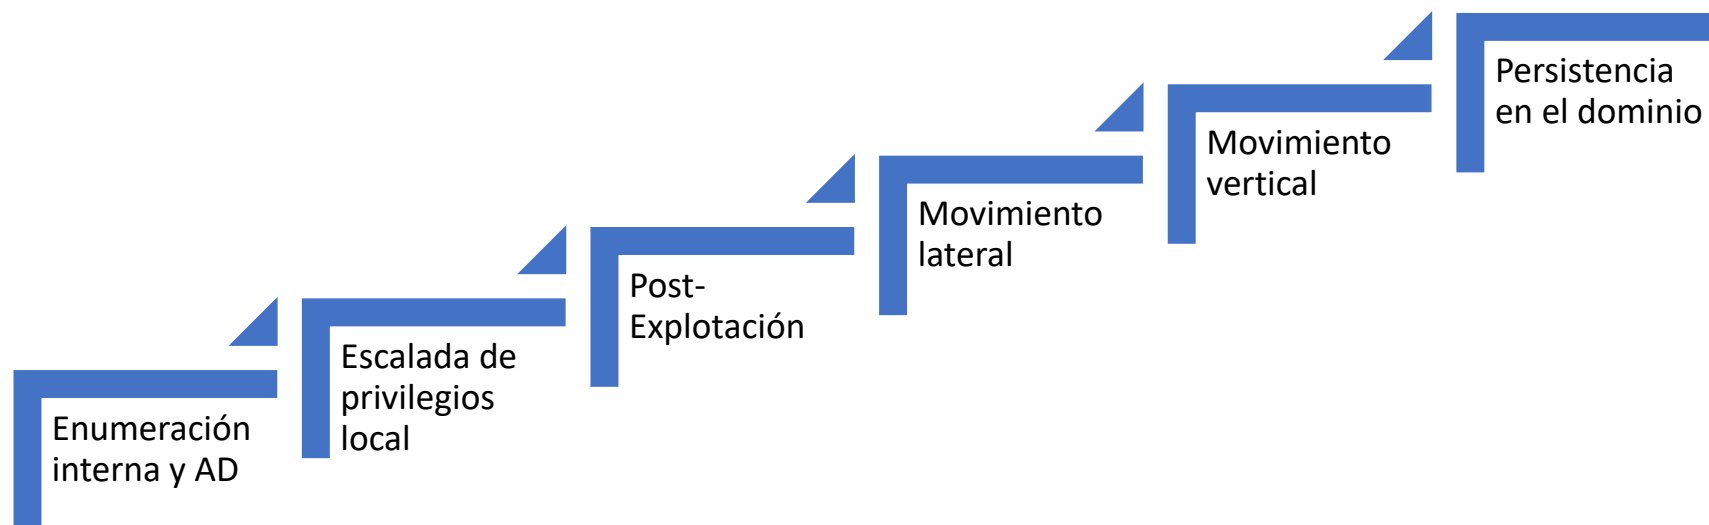 Enumeración
interna y AD
Escalada de
privilegios
local
Post-
Explotación
Movimiento
lateral
Movimiento
vertical
Persistencia
en el dominio